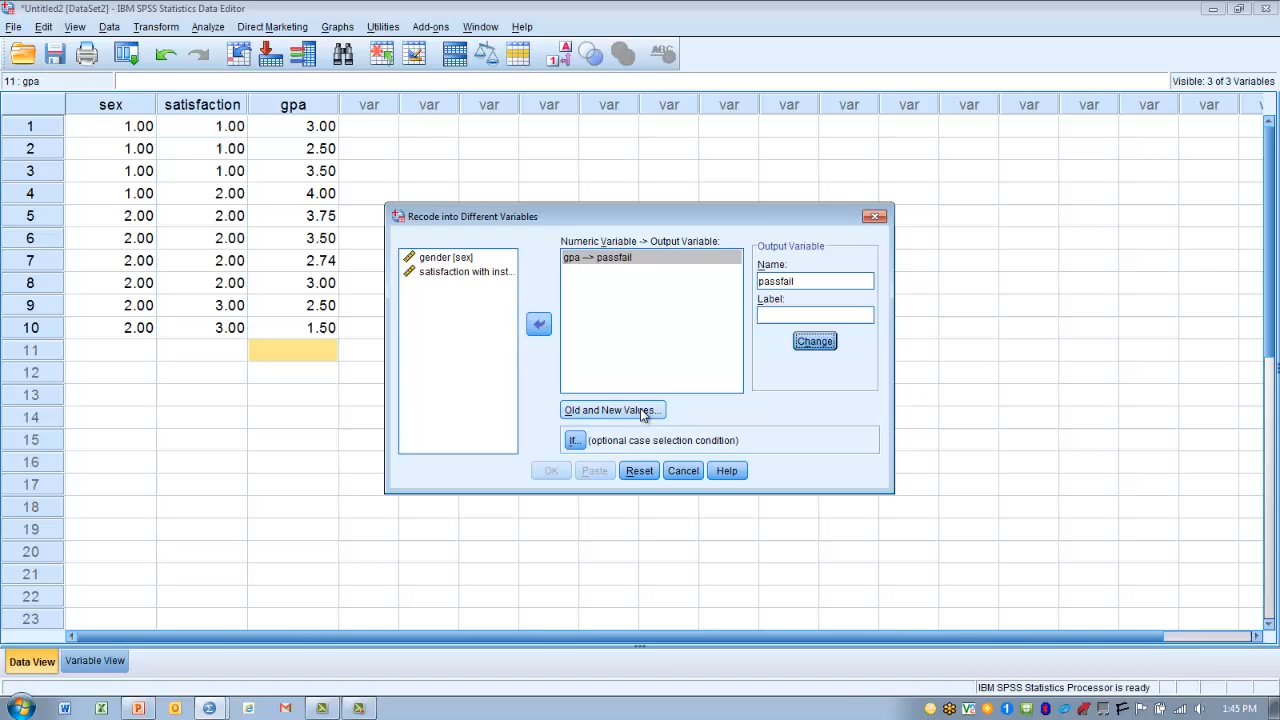 *Untitled2 [DataSet2] - IBM SPSS Statistics Data Editor
File Edit View Data Transform Analyze Direct Marketing Graphs Utilities Add-ons Window Help
11 : gpa Visible: 3 of 3 Variables
sex satisfaction gpa var var var var var var var var var var var var var var var
1 1.00 1.00 3.00
2 1.00 1.00 2.50
3 1.00 1.00 3.50
4 1.00 2.00 4.00
5 2.00 2.00 3.75
6 2.00 2.00 3.50
7 2.00 2.00 2.74
8 2.00 2.00 3.00
9 2.00 3.00 2.50
10 2.00 3.00 1.50
11
12
13
14
15
16
17
18
19
20
21
22
23
Recode into Different Variables
gender [sex]
satisfaction with inst...
Numeric Variable -> Output Variable:
gpa --> passfail
Output Variable
Name:
passfail
Label:
Change
Old and New Values...
If... (optional case selection condition)
OK Paste Reset Cancel Help
Data View Variable View
IBM SPSS Statistics Processor is ready
1:45 PM